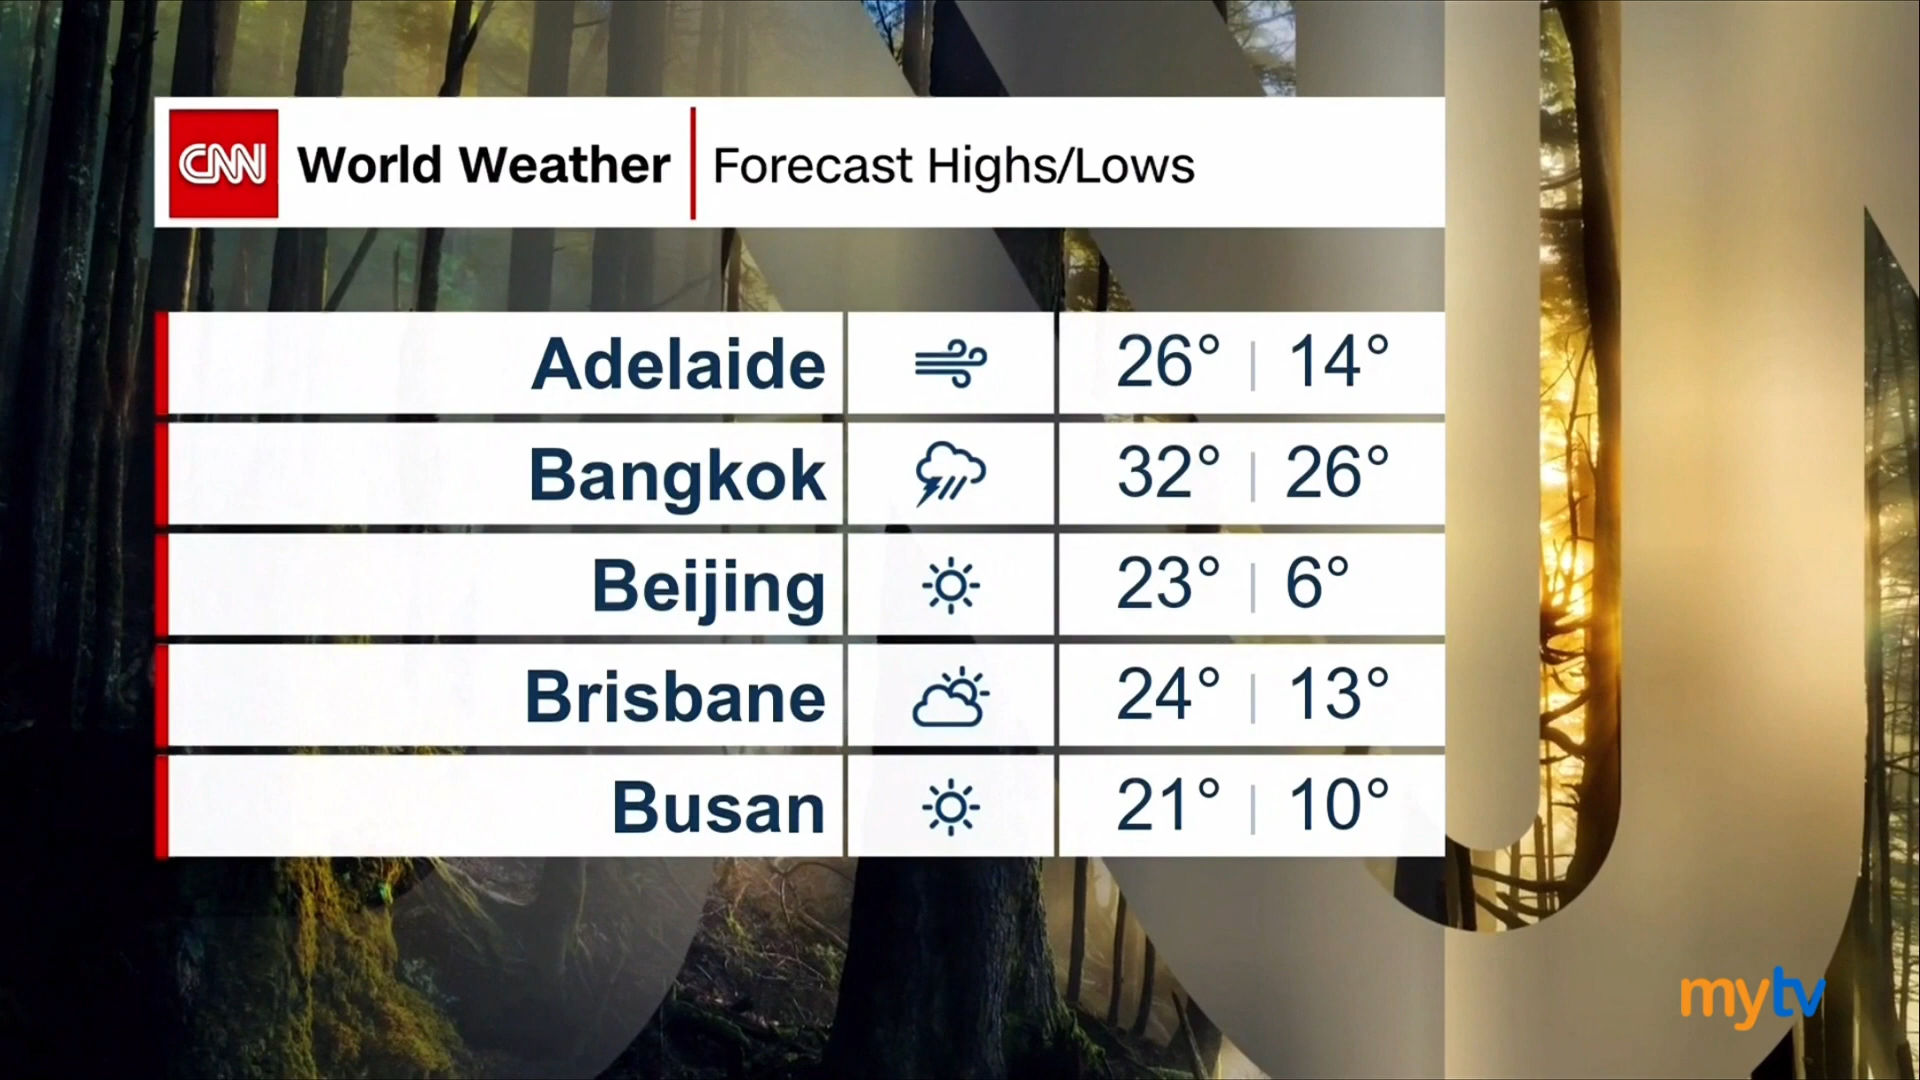 CNN World Weather | Forecast Highs/Lows
Adelaide 26° | 14°
Bangkok 32° | 26°
Beijing 23° | 6°
Brisbane 24° | 13°
Busan 21° | 10°
mytv